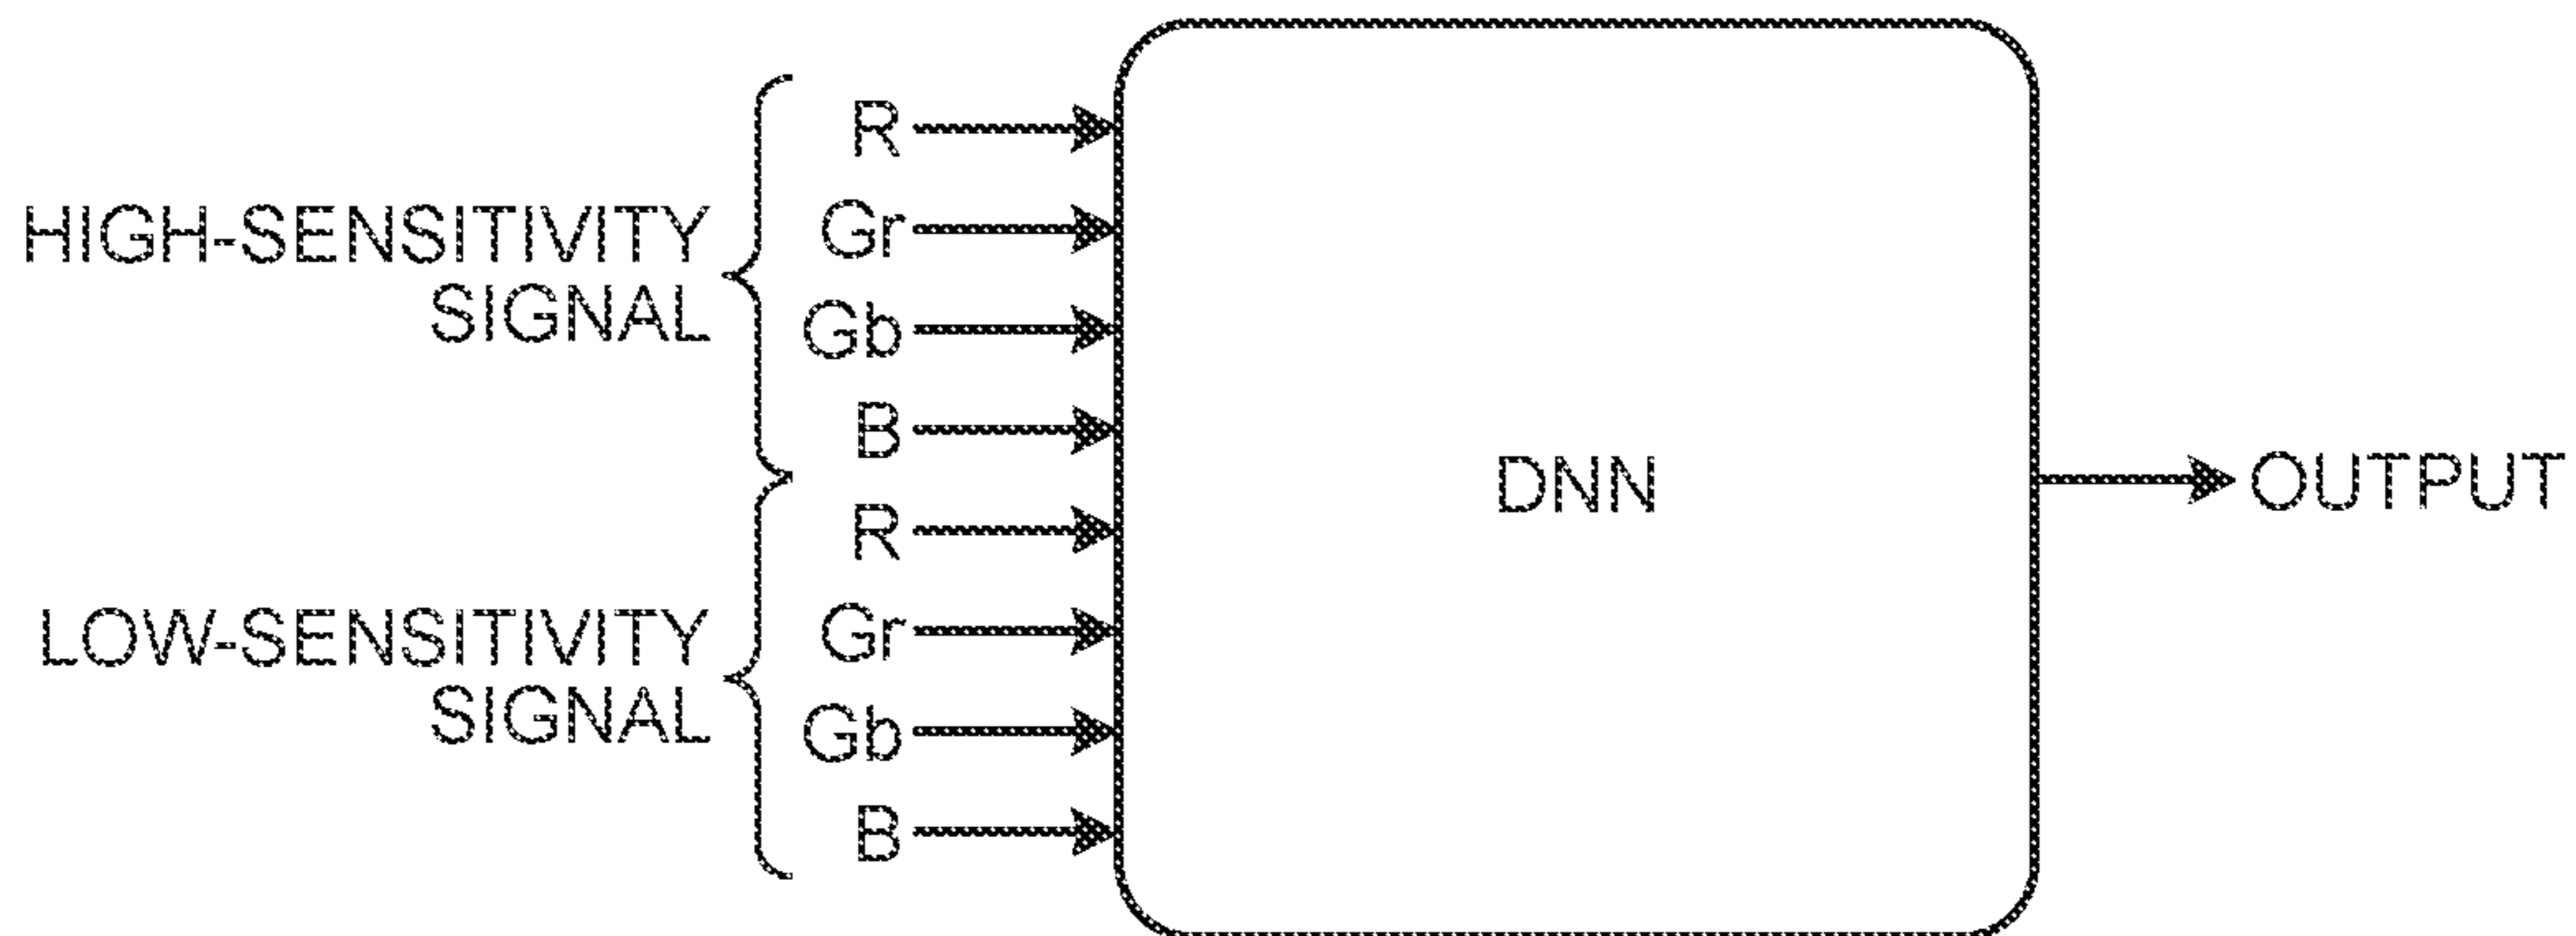 HIGH-SENSITIVITY
SIGNAL
R
Gr
Gb
B
LOW-SENSITIVITY
SIGNAL
R
Gr
Gb
B
DNN
OUTPUT